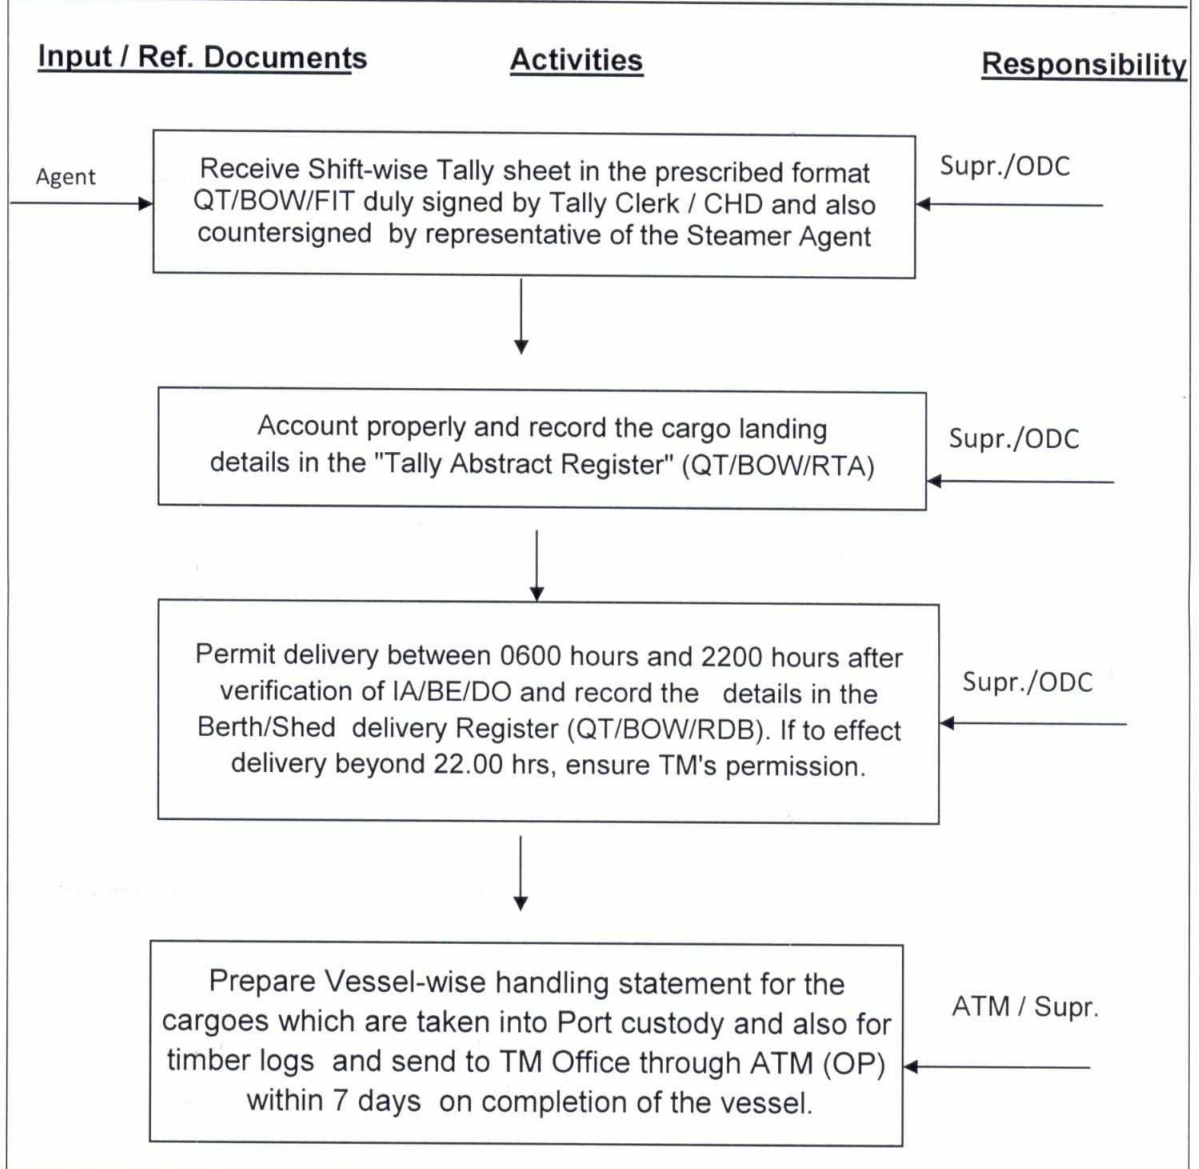 Input / Ref. Documents
Activities
Responsibility
Agent
Receive Shift-wise Tally sheet in the prescribed format
QT/BOW/FIT duly signed by Tally Clerk / CHD and also
countersigned by representative of the Steamer Agent
Supr./ODC
Account properly and record the cargo landing
details in the "Tally Abstract Register" (QT/BOW/RTA)
Supr./ODC
Permit delivery between 0600 hours and 2200 hours after
verification of IA/BE/DO and record the details in the
Berth/Shed delivery Register (QT/BOW/RDB). If to effect
delivery beyond 22.00 hrs, ensure TM's permission.
Supr./ODC
Prepare Vessel-wise handling statement for the
cargoes which are taken into Port custody and also for
timber logs and send to TM Office through ATM (OP)
within 7 days on completion of the vessel.
ATM / Supr.